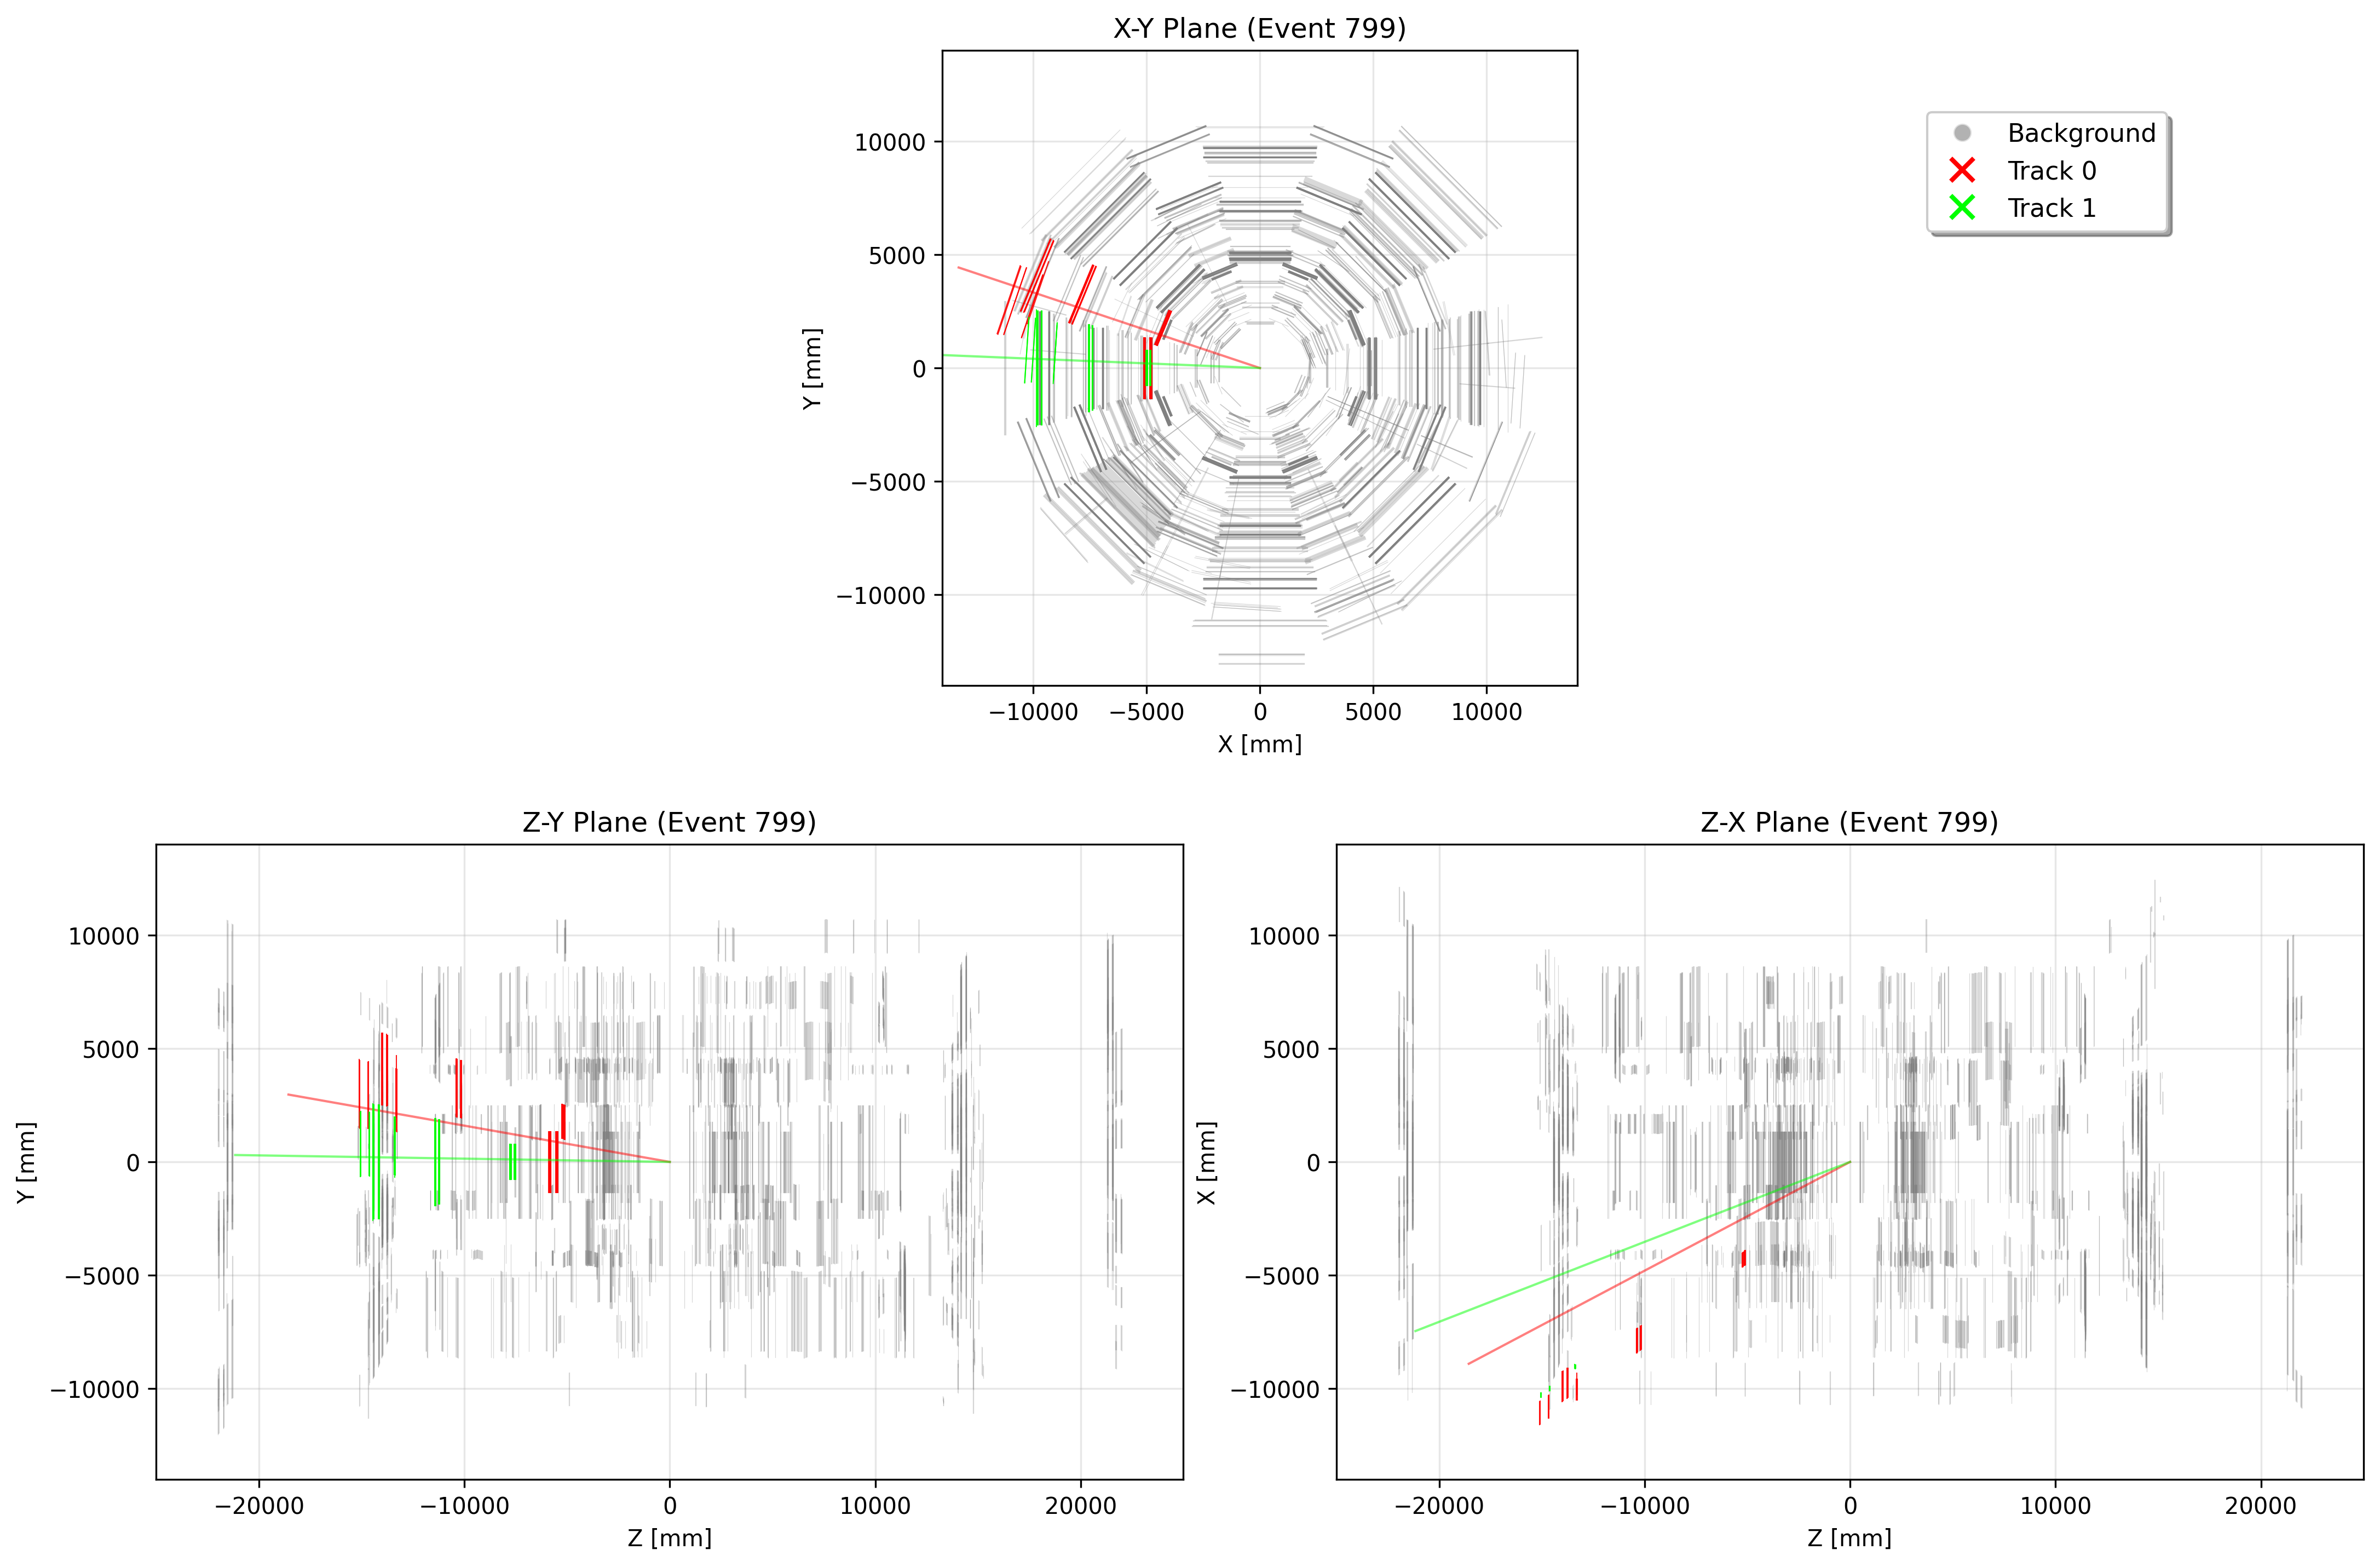 X-Y Plane (Event 799)
Background
Track 0
Track 1
10000
5000
0
−5000
−10000
Y [mm]
−10000 −5000 0 5000 10000
X [mm]
Z-Y Plane (Event 799)
10000
5000
0
−5000
−10000
Y [mm]
−20000 −10000 0 10000 20000
Z [mm]
Z-X Plane (Event 799)
10000
5000
0
−5000
−10000
X [mm]
−20000 −10000 0 10000 20000
Z [mm]